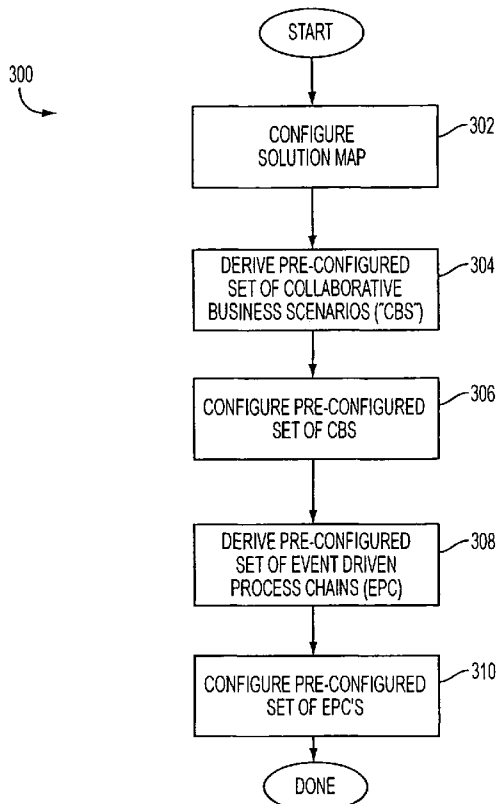 START
300
CONFIGURE
SOLUTION MAP
302
DERIVE PRE-CONFIGURED
SET OF COLLABORATIVE
BUSINESS SCENARIOS ("CBS")
304
CONFIGURE PRE-CONFIGURED
SET OF CBS
306
DERIVE PRE-CONFIGURED
SET OF EVENT DRIVEN
PROCESS CHAINS (EPC)
308
CONFIGURE PRE-CONFIGURED
SET OF EPC'S
310
DONE